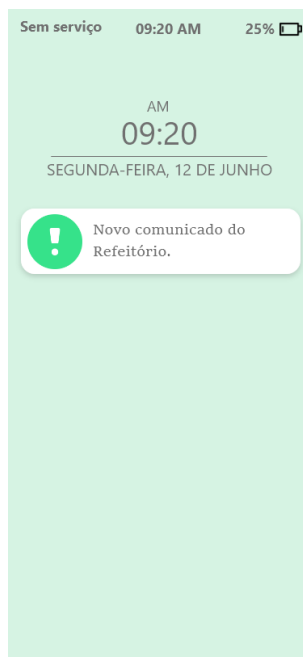 Sem serviço 09:20 AM 25%
AM
09:20
SEGUNDA-FEIRA, 12 DE JUNHO
Novo comunicado do
Refeitório.